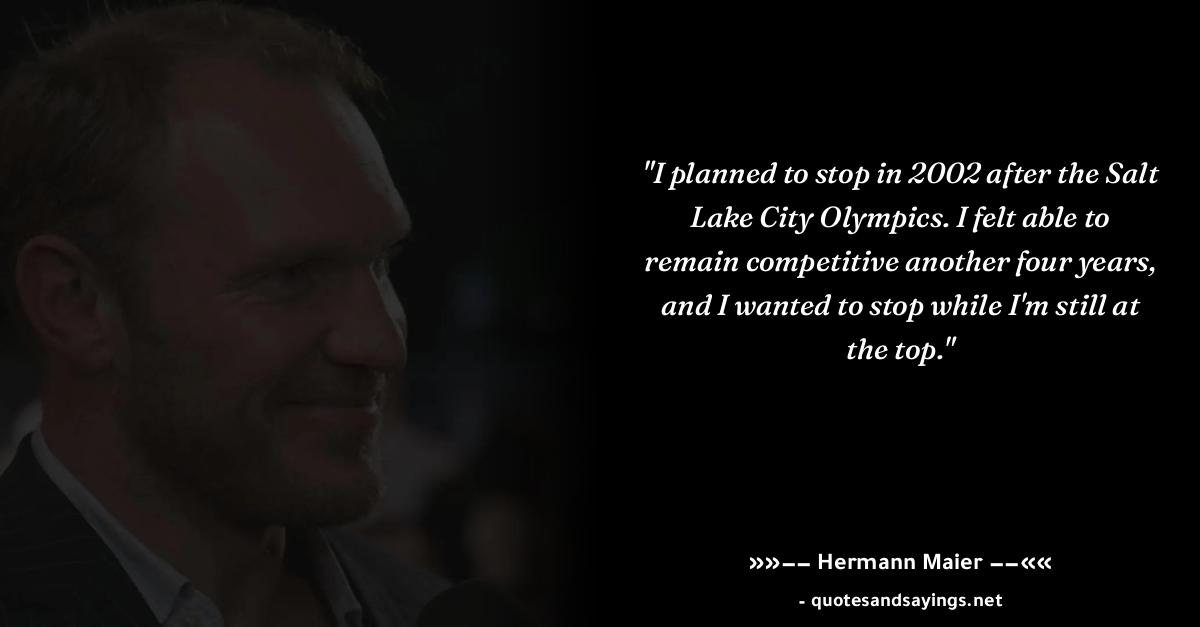 "I planned to stop in 2002 after the Salt
Lake City Olympics. I felt able to
remain competitive another four years,
and I wanted to stop while I'm still at
the top."
»»−− Hermann Maier −−««
- quotesandsayings.net